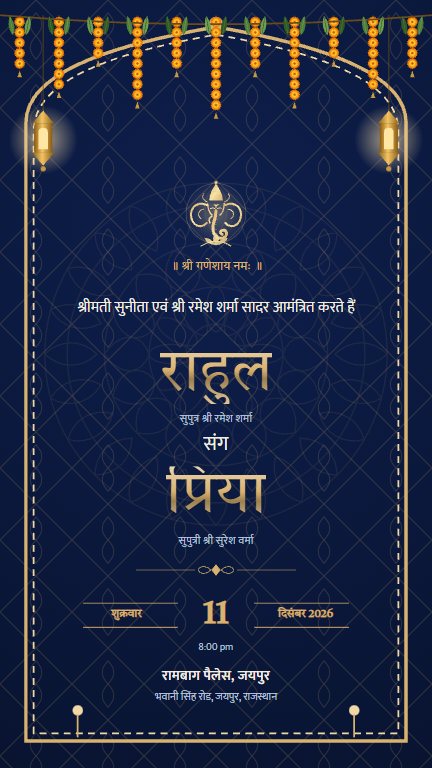 ॥ श्री गणेशाय नमः ॥
श्रीमती सुनीता एवं श्री रमेश शर्मा सादर आमंत्रित करते हैं
राहुल
सुपुत्र श्री रमेश शर्मा
संग
प्रिया
सुपुत्री श्री सुरेश वर्मा
शुक्रवार 11 दिसंबर 2026
8:00 pm
रामबाग पैलेस, जयपुर
भवानी सिंह रोड, जयपुर, राजस्थान